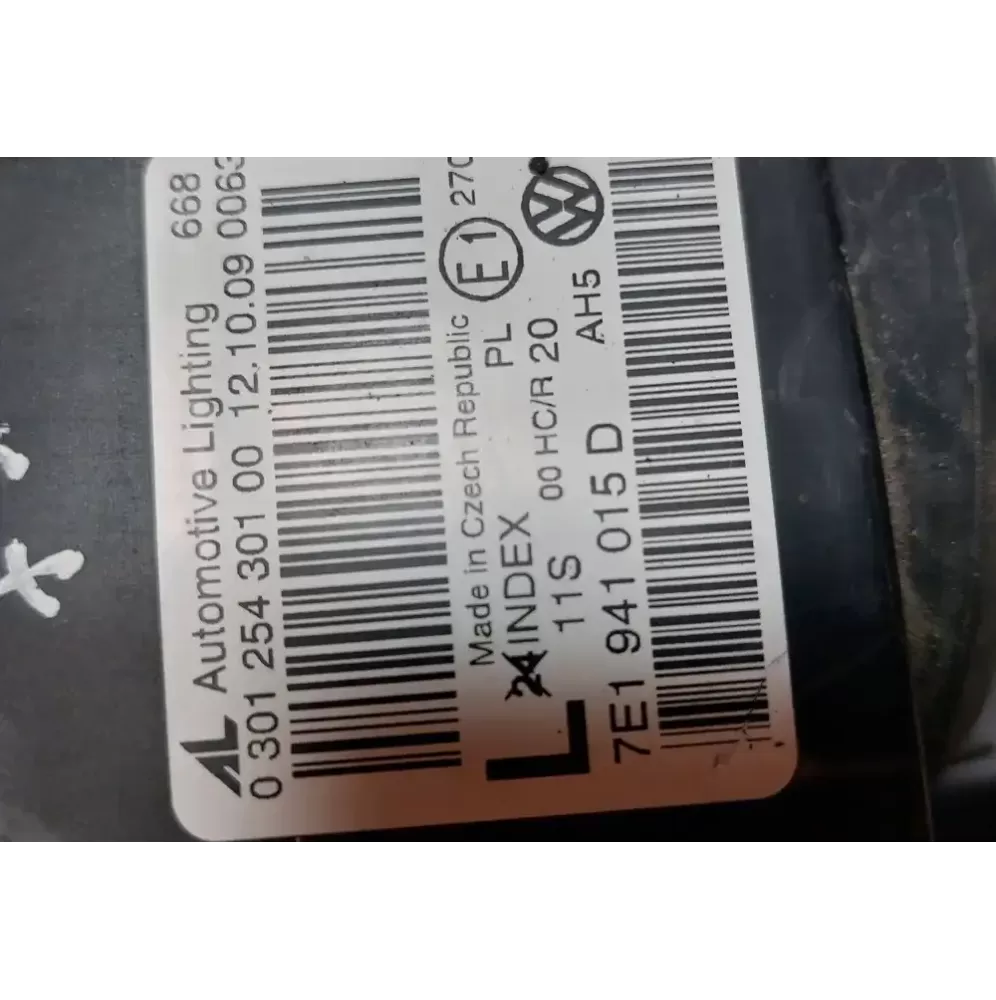 AL Automotive Lighting 668
0 301 254 301 00 12.10.09 0063
Made in Czech Republic E1 270
24 INDEX PL
L 11S 00 HC/R 20
7E1 941 015 D AH5